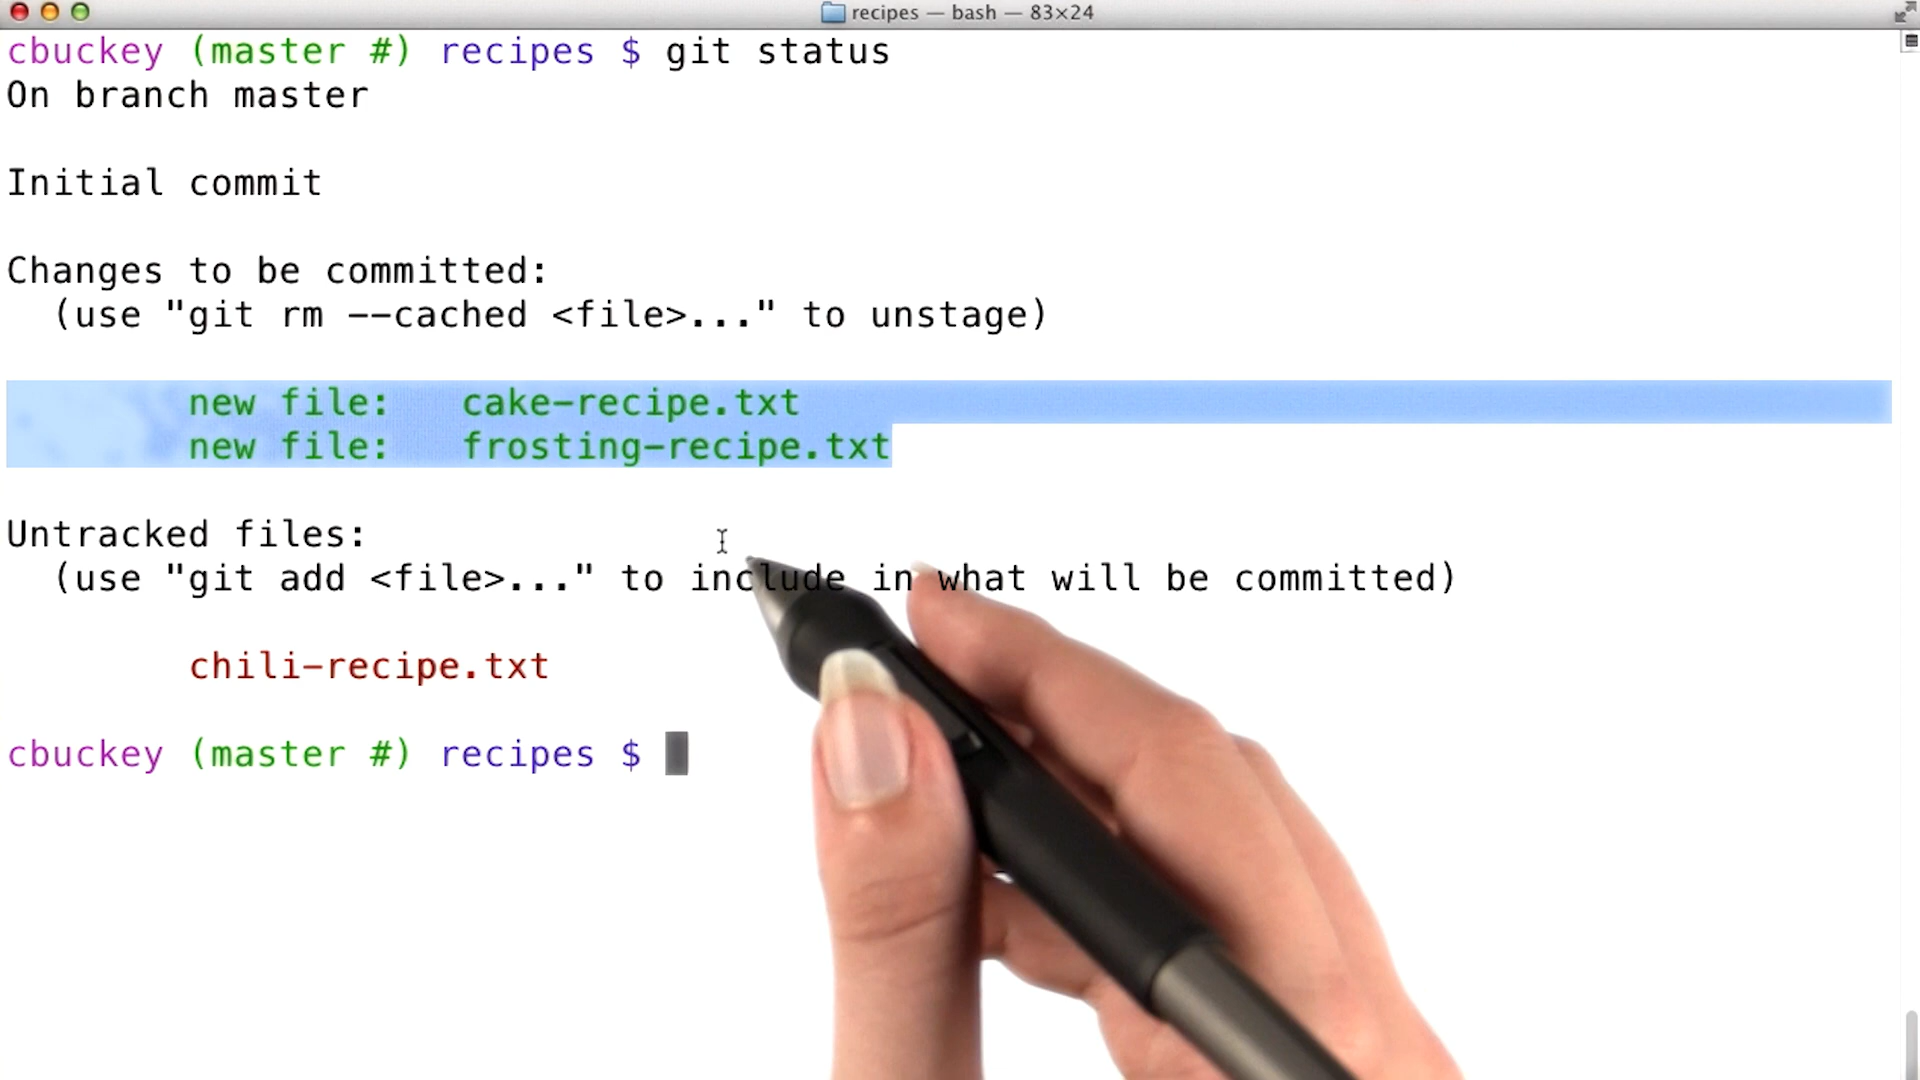 recipes — bash — 83×24
cbuckey (master #) recipes $ git status
On branch master
Initial commit
Changes to be committed:
  (use "git rm --cached <file>..." to unstage)
        new file:   cake-recipe.txt
        new file:   frosting-recipe.txt
Untracked files:
  (use "git add <file>..." to include in what will be committed)
        chili-recipe.txt
cbuckey (master #) recipes $